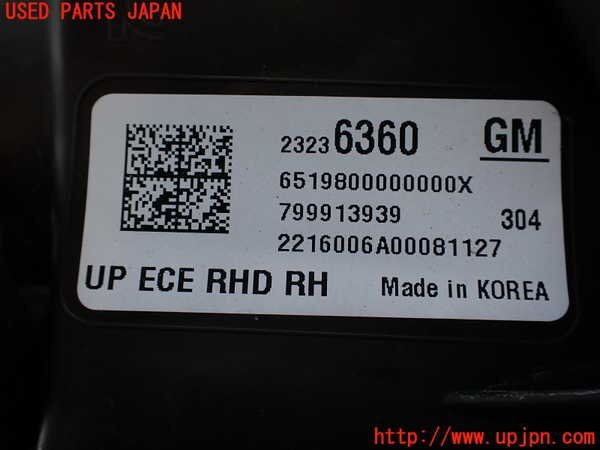 USED PARTS JAPAN
2323 6360 GM
6519800000000X
799913939 304
2216006A00081127
UP ECE RHD RH Made in KOREA
http://www.upjpn.com